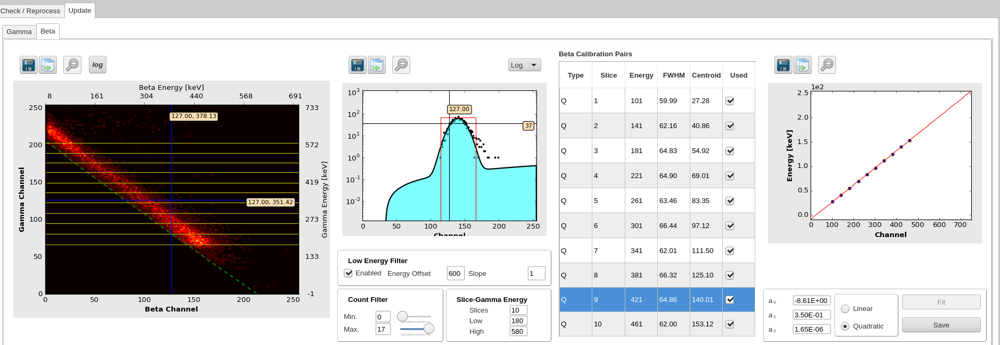 Check / Reprocess Update
Gamma Beta
log
Beta Energy [keV]
8 161 304 440 568 691
250 733
200 572
150 419
100 273
50 133
0 -1
0 50 100 150 200 250
Gamma Channel
Gamma Energy [keV]
127.00, 378.13
127.00, 351.42
Beta Channel
Log
10³
10²
10¹
10⁰
10⁻¹
10⁻²
127.00
37
0 50 100 150 200 250
Channel
Low Energy Filter
Enabled Energy Offset 600 Slope 1
Count Filter
Min. 0
Max. 17
Slice-Gamma Energy
Slices 10
Low 180
High 580
Beta Calibration Pairs
Type Slice Energy FWHM Centroid Used
Q 1 101 59.99 27.28
Q 2 141 62.16 40.86
Q 3 181 64.83 54.92
Q 4 221 64.90 69.01
Q 5 261 63.46 83.35
Q 6 301 66.44 97.12
Q 7 341 62.01 111.50
Q 8 381 66.32 125.10
Q 9 421 64.86 140.01
Q 10 461 62.00 153.12
1e2
2.5
2.0
1.5
1.0
0.5
0.0
Energy [keV]
0 100 200 300 400 500 600 700
Channel
a₀ -8.61E+00
a₁ 3.50E-01
a₂ 1.65E-06
Linear
Quadratic
Fit
Save